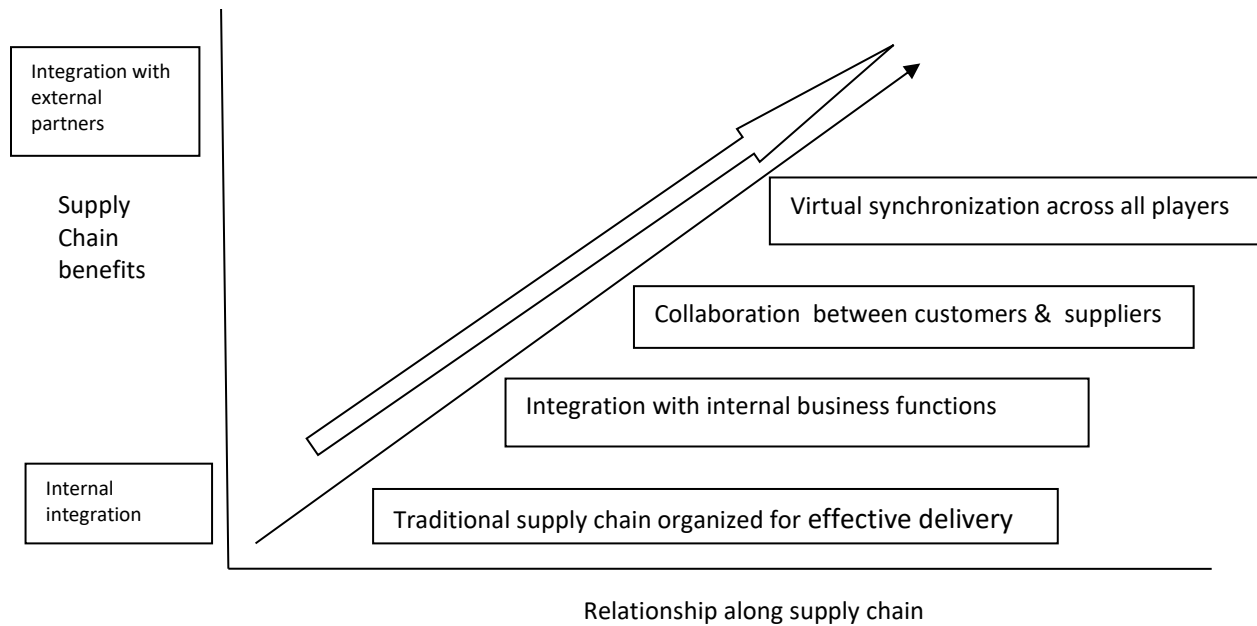 Integration with
external
partners
Supply
Chain
benefits
Virtual synchronization across all players
Collaboration between customers & suppliers
Integration with internal business functions
Internal
integration
Traditional supply chain organized for effective delivery
Relationship along supply chain